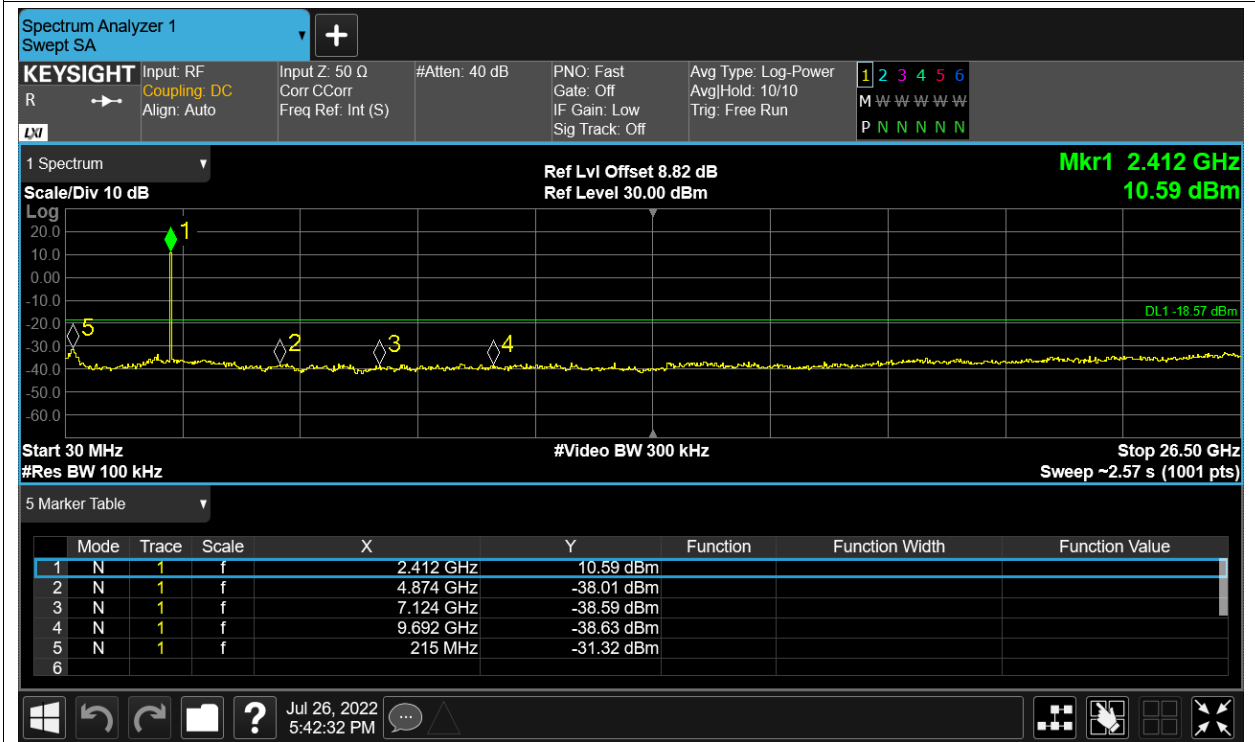 Spectrum Analyzer 1
Swept SA
KEYSIGHT
R
LXI
Input: RF
Coupling: DC
Align: Auto
Input Z: 50 Ω
Corr CCorr
Freq Ref: Int (S)
#Atten: 40 dB
PNO: Fast
Gate: Off
IF Gain: Low
Sig Track: Off
Avg Type: Log-Power
Avg|Hold: 10/10
Trig: Free Run
1 2 3 4 5 6
M W W W W W
P N N N N N
1 Spectrum
Scale/Div 10 dB
Ref Lvl Offset 8.82 dB
Ref Level 30.00 dBm
Mkr1 2.412 GHz
10.59 dBm
Log
20.0
10.0
0.00
-10.0
-20.0
-30.0
-40.0
-50.0
-60.0
1
5
2
3
4
DL1 -18.57 dBm
Start 30 MHz
#Res BW 100 kHz
#Video BW 300 kHz
Stop 26.50 GHz
Sweep ~2.57 s (1001 pts)
5 Marker Table
Mode Trace Scale X Y Function Function Width Function Value
1 N 1 f 2.412 GHz 10.59 dBm
2 N 1 f 4.874 GHz -38.01 dBm
3 N 1 f 7.124 GHz -38.59 dBm
4 N 1 f 9.692 GHz -38.63 dBm
5 N 1 f 215 MHz -31.32 dBm
6
?
Jul 26, 2022
5:42:32 PM